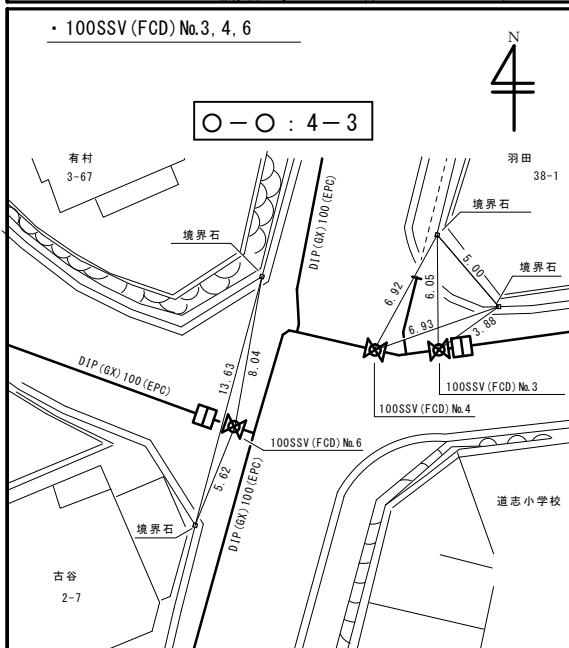 ・100SSV(FCD)No.3, 4, 6
N
○－○：4－3
有村
3-67
羽田
38-1
境界石
境界石
境界石
DIP(GX)100(EPC)
5.00
6.92
6.05
6.93
3.88
DIP(GX)100(EPC)
13.63
8.04
100SSV(FCD)No.3
100SSV(FCD)No.4
100SSV(FCD)No.6
5.62
DIP(GX)100(EPC)
境界石
道志小学校
古谷
2-7